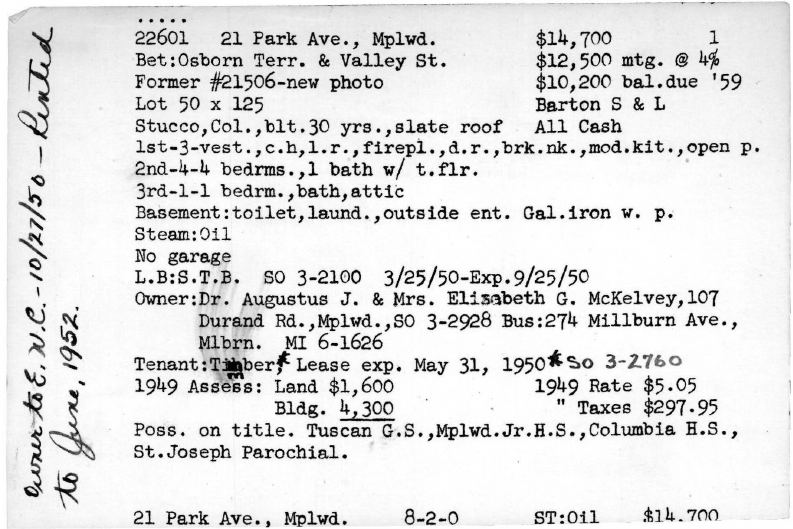 22601 21 Park Ave., Mplwd. $14,700 1
Bet:Osborn Terr. & Valley St. $12,500 mtg. @ 4%
Former #21506-new photo $10,200 bal.due '59
Lot 50 x 125 Barton S & L
Stucco,Col.,blt.30 yrs.,slate roof All Cash
1st-3-vest.,c.h,l.r.,firepl.,d.r.,brk.nk.,mod.kit.,open p.
2nd-4-4 bedrms.,1 bath w/ t.flr.
3rd-1-1 bedrm.,bath,attic
Basement:toilet,laund.,outside ent. Gal.iron w. p.
Steam:Oil
No garage
L.B:S.T.B. SO 3-2100 3/25/50-Exp.9/25/50
Owner:Dr. Augustus J. & Mrs. Elizabeth G. McKelvey,107
Durand Rd.,Mplwd.,SO 3-2928 Bus:274 Millburn Ave.,
Mlbrn. MI 6-1626
Tenant:Timber,* Lease exp. May 31, 1950 * SO 3-2760
1949 Assess: Land $1,600 1949 Rate $5.05
Bldg. 4,300 " Taxes $297.95
Poss. on title. Tuscan G.S.,Mplwd.Jr.H.S.,Columbia H.S.,
St.Joseph Parochial.
21 Park Ave., Mplwd. 8-2-0 ST:Oil $14,700
Owner to E. N.C. - 10/27/50 - Rented
to June, 1952.